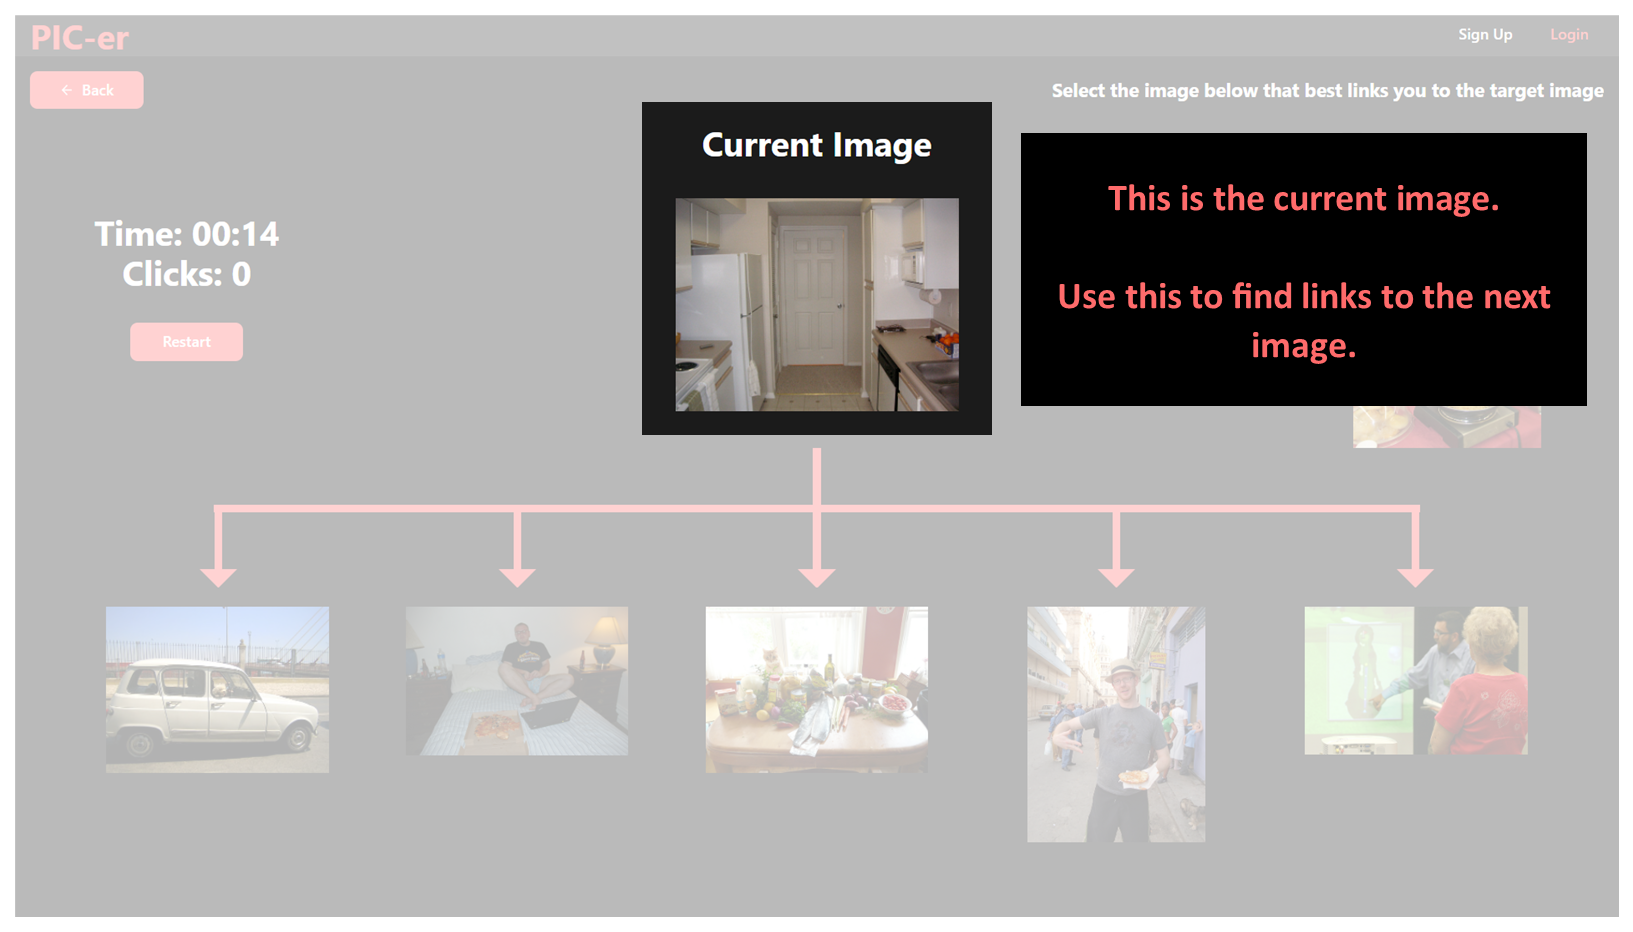 PIC-er
Sign Up
Login
← Back
Select the image below that best links you to the target image
Current Image
This is the current image.
Use this to find links to the next
image.
Time: 00:14
Clicks: 0
Restart